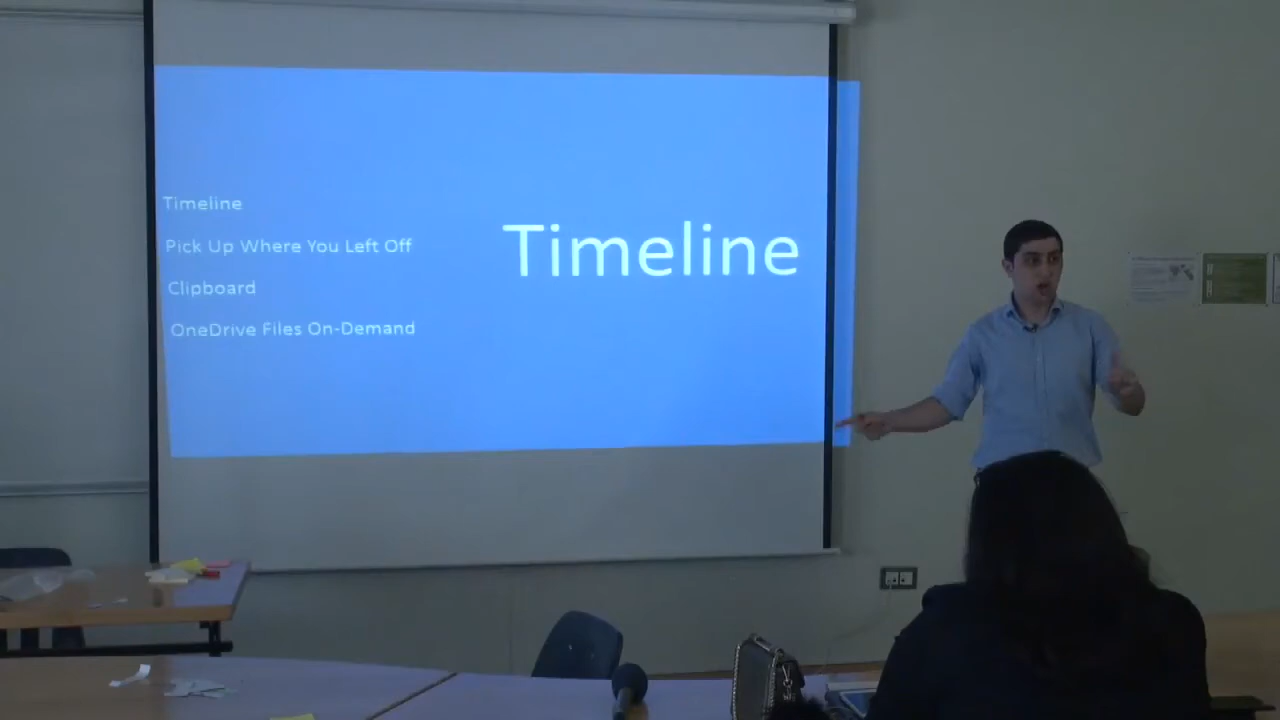 Timeline
Pick Up Where You Left Off
Clipboard
OneDrive Files On-Demand
Timeline